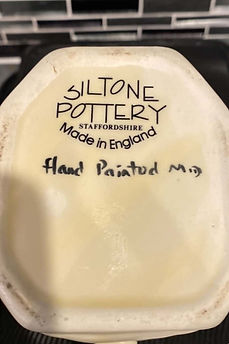 SILTONE
POTTERY
STAFFORDSHIRE
Made in England
Hand Painted